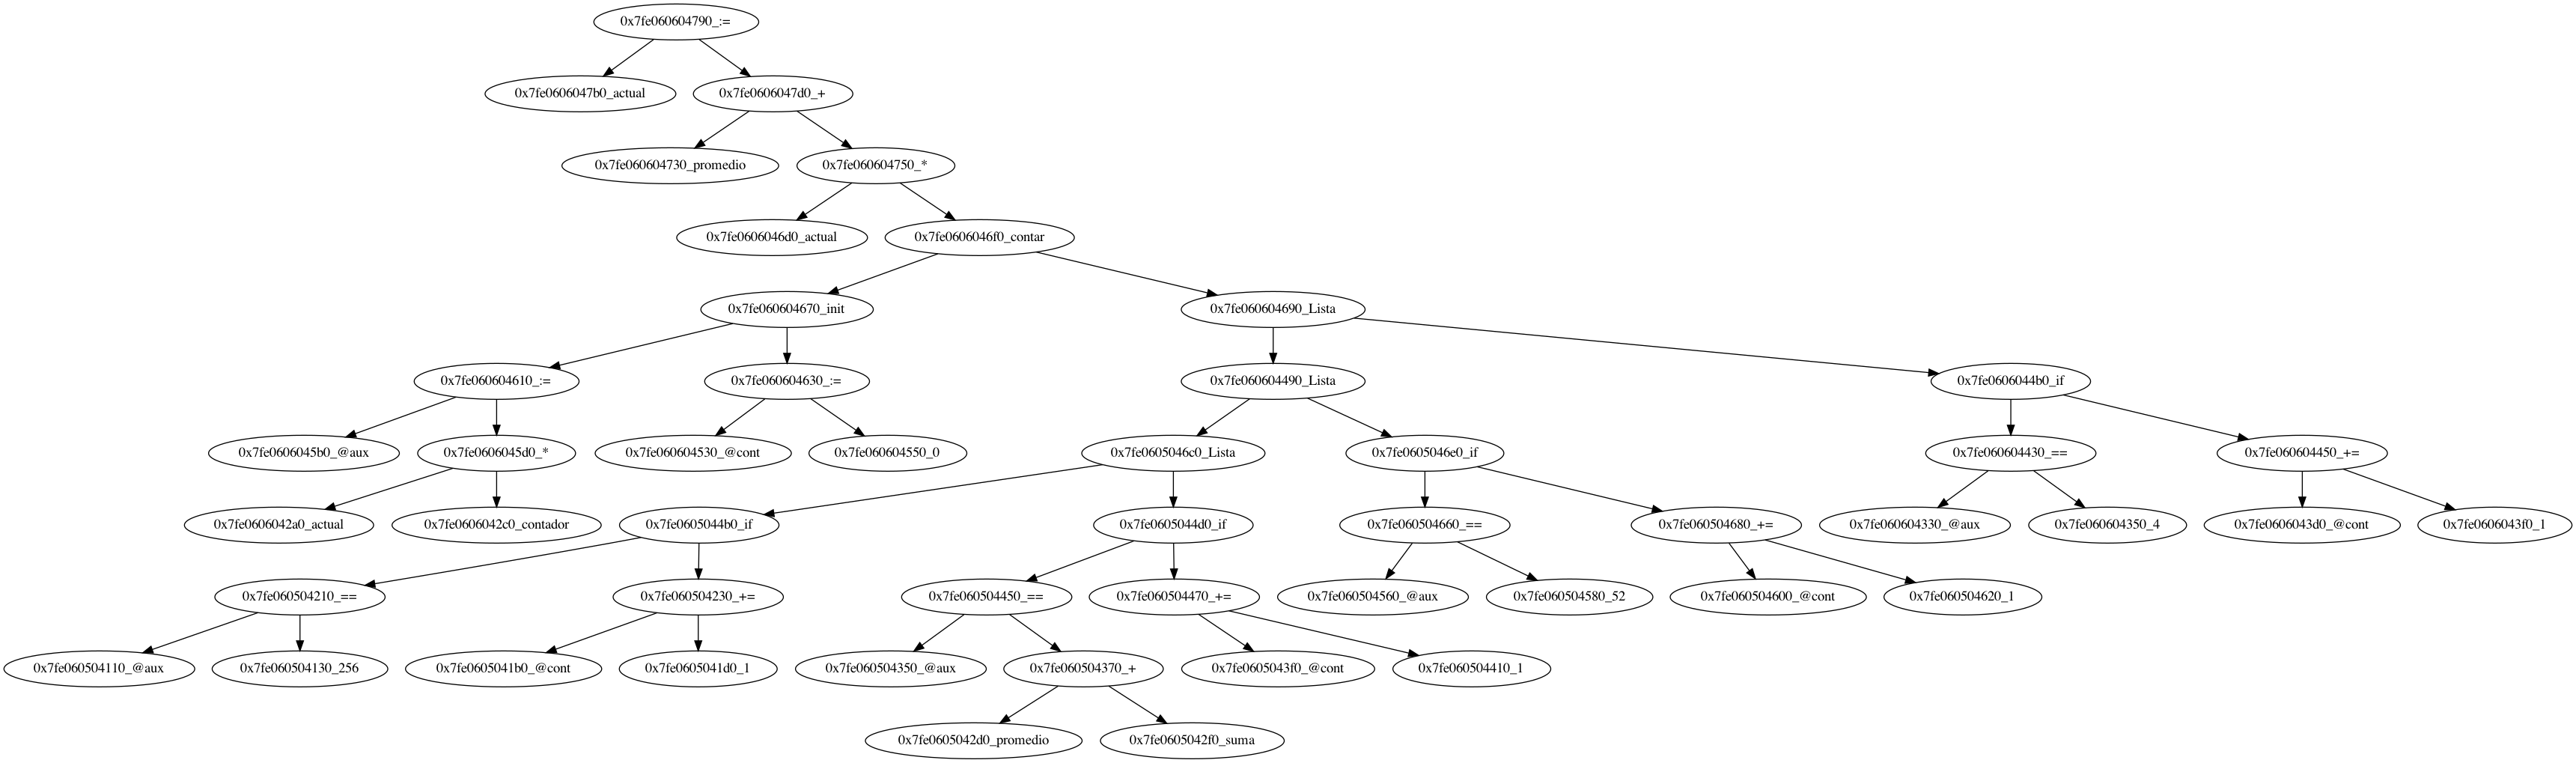 0x7fe060604790_:=
0x7fe0606047b0_actual
0x7fe0606047d0_+
0x7fe060604730_promedio
0x7fe060604750_*
0x7fe0606046d0_actual
0x7fe0606046f0_contar
0x7fe060604670_init
0x7fe060604690_Lista
0x7fe060604610_:=
0x7fe060604630_:=
0x7fe060604490_Lista
0x7fe0606044b0_if
0x7fe0606045b0_@aux
0x7fe0606045d0_*
0x7fe060604530_@cont
0x7fe060604550_0
0x7fe0605046c0_Lista
0x7fe0605046e0_if
0x7fe060604430_==
0x7fe060604450_+=
0x7fe0606042a0_actual
0x7fe0606042c0_contador
0x7fe0605044b0_if
0x7fe0605044d0_if
0x7fe060504660_==
0x7fe060504680_+=
0x7fe060604330_@aux
0x7fe060604350_4
0x7fe0606043d0_@cont
0x7fe0606043f0_1
0x7fe060504210_==
0x7fe060504230_+=
0x7fe060504450_==
0x7fe060504470_+=
0x7fe060504560_@aux
0x7fe060504580_52
0x7fe060504600_@cont
0x7fe060504620_1
0x7fe060504110_@aux
0x7fe060504130_256
0x7fe0605041b0_@cont
0x7fe0605041d0_1
0x7fe060504350_@aux
0x7fe060504370_+
0x7fe0605043f0_@cont
0x7fe060504410_1
0x7fe0605042d0_promedio
0x7fe0605042f0_suma